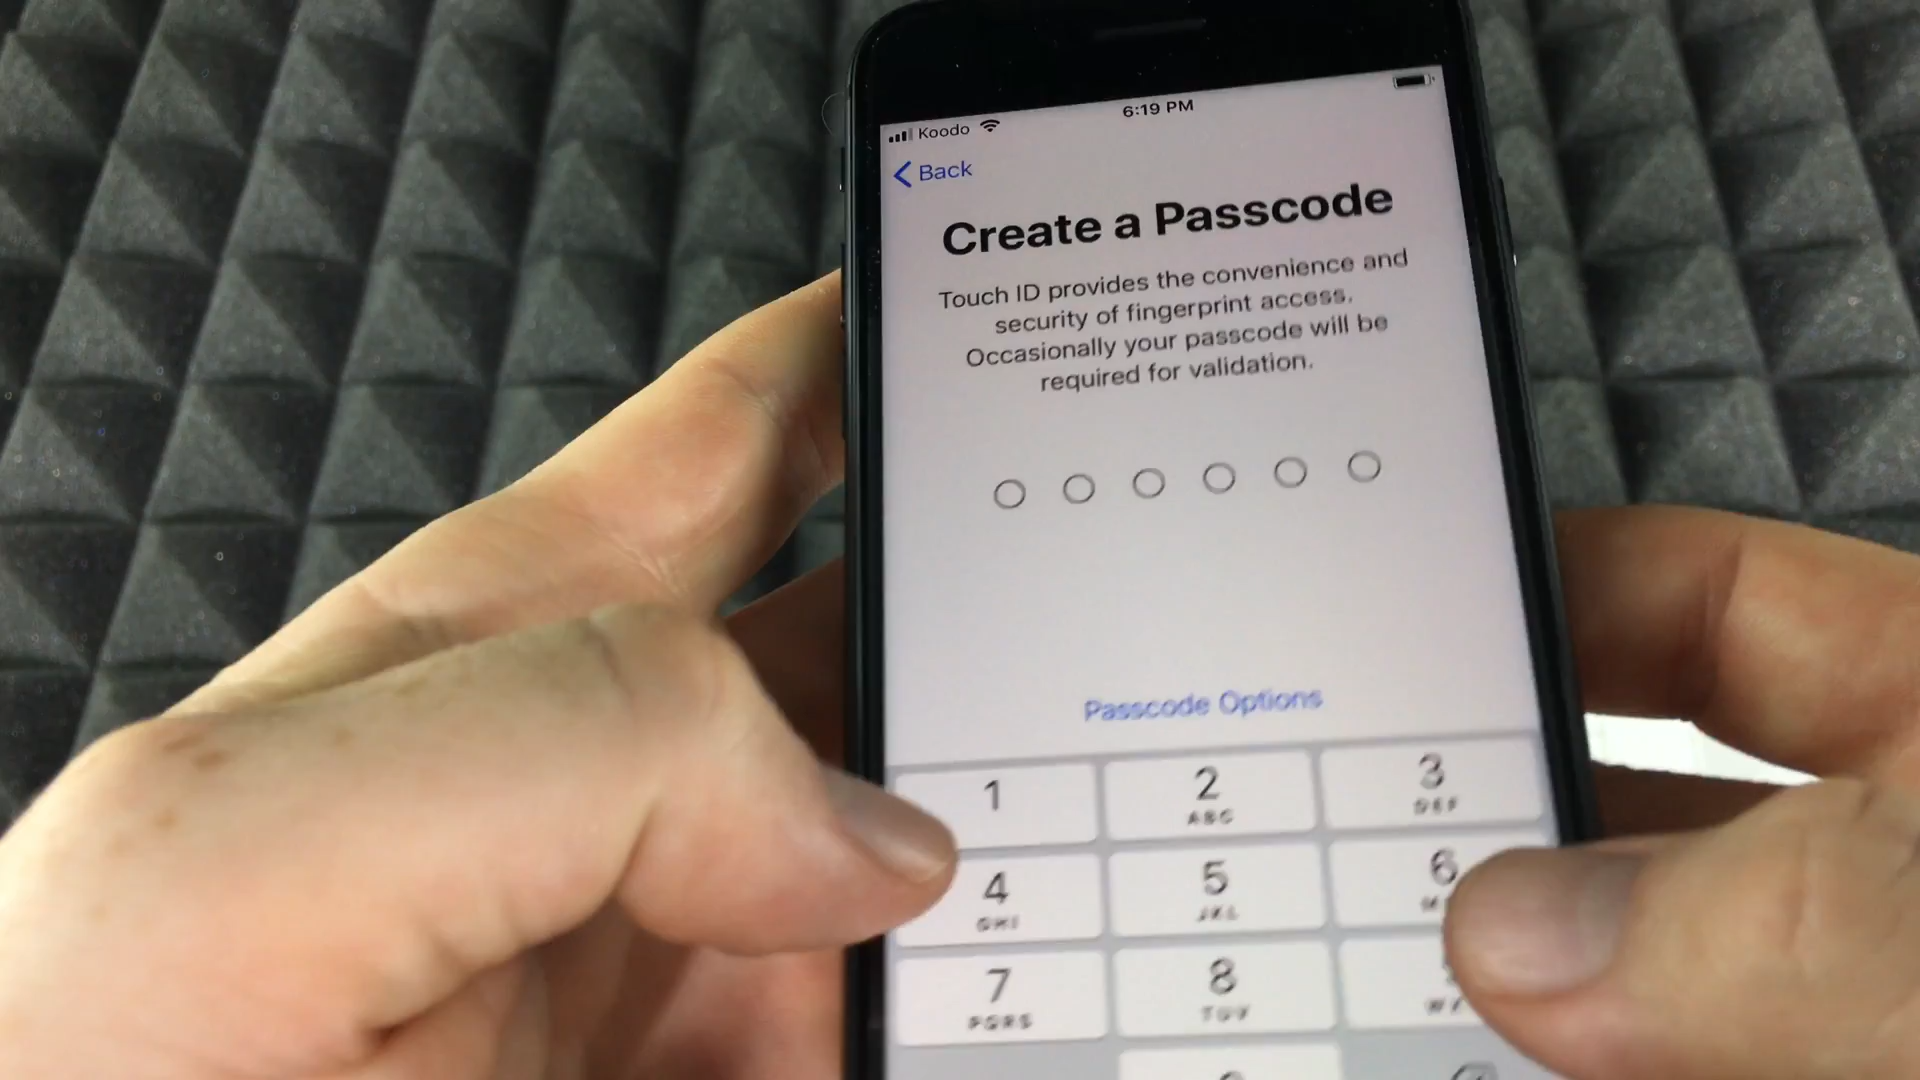 Koodo
6:19 PM
Back
Create a Passcode
Touch ID provides the convenience and
security of fingerprint access.
Occasionally your passcode will be
required for validation.
Passcode Options
1
2
ABC
3
DEF
4
GHI
5
JKL
6
7
PQRS
8
TUV